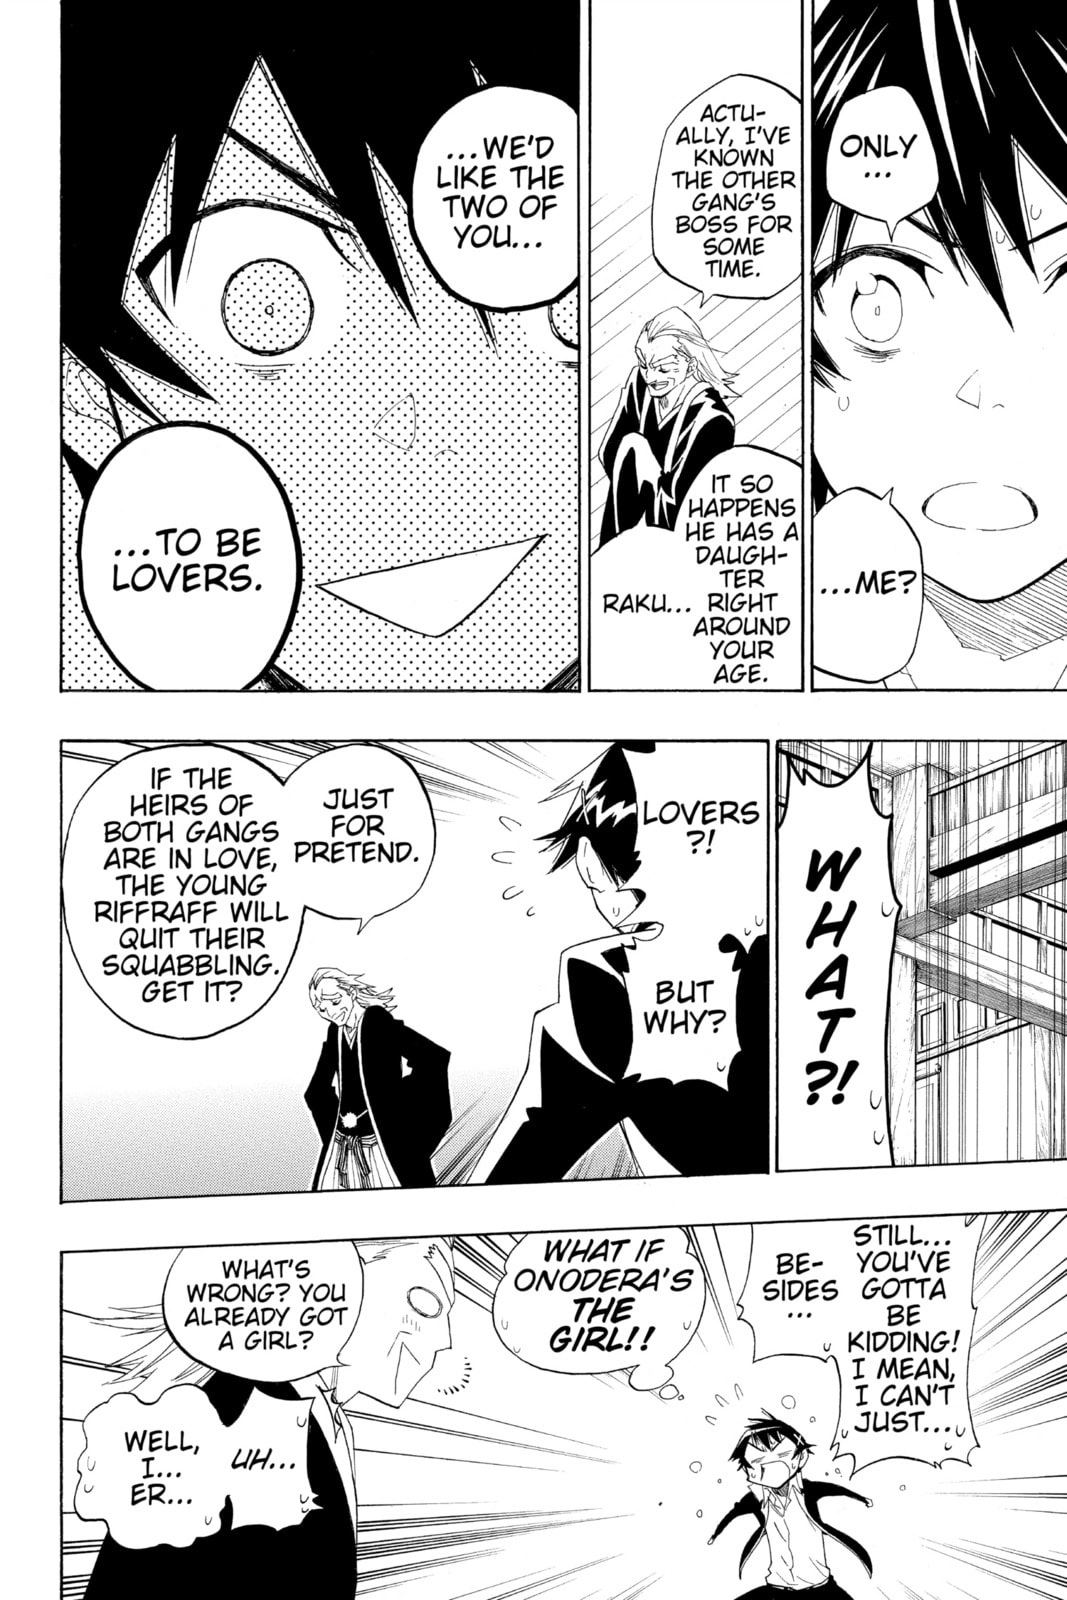 ONLY
...
...ME?
ACTU-
ALLY, I'VE
KNOWN
THE OTHER
GANG'S
BOSS FOR
SOME
TIME.
IT SO
HAPPENS
HE HAS A
DAUGH-
TER
RIGHT
AROUND
YOUR
AGE.
RAKU...
...WE'D
LIKE THE
TWO OF
YOU...
...TO BE
LOVERS.
WHAT?!
LOVERS
?!
BUT
WHY?
JUST
FOR
PRETEND.
IF THE
HEIRS OF
BOTH GANGS
ARE IN LOVE,
THE YOUNG
RIFFRAFF WILL
QUIT THEIR
SQUABBLING.
GET IT?
STILL...
YOU'VE
GOTTA
BE
KIDDING!
I MEAN,
I CAN'T
JUST...
BE-
SIDES
...
WHAT IF
ONODERA'S
THE
GIRL!!
WHAT'S
WRONG? YOU
ALREADY GOT
A GIRL?
UH...
WELL,
I...
ER...